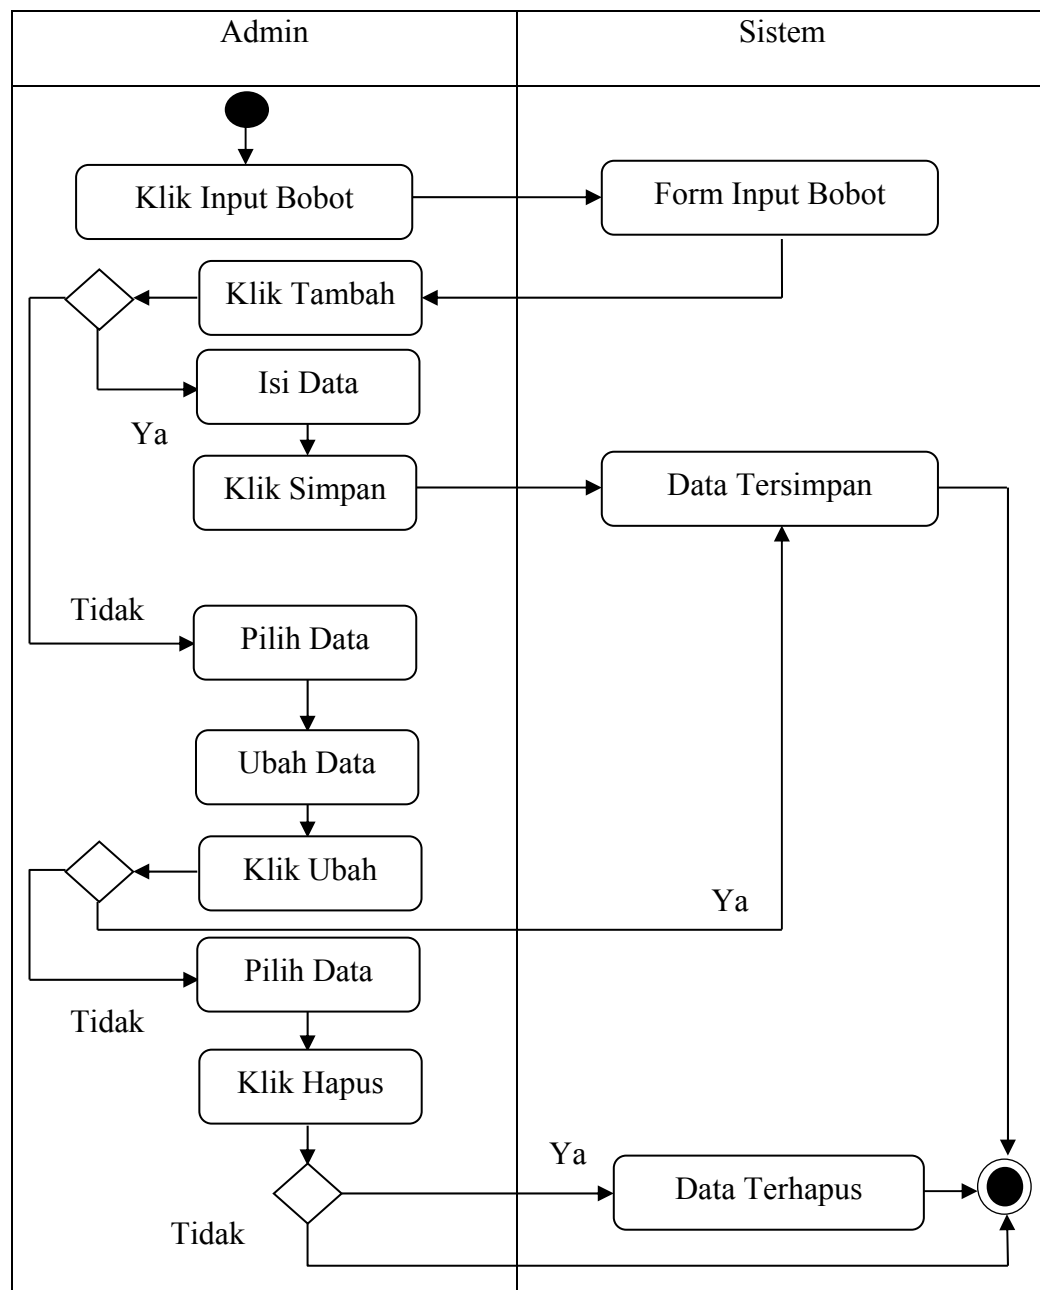 Admin
Sistem
Klik Input Bobot
Form Input Bobot
Klik Tambah
Isi Data
Ya
Klik Simpan
Data Tersimpan
Tidak
Pilih Data
Ubah Data
Klik Ubah
Ya
Pilih Data
Tidak
Klik Hapus
Ya
Data Terhapus
Tidak